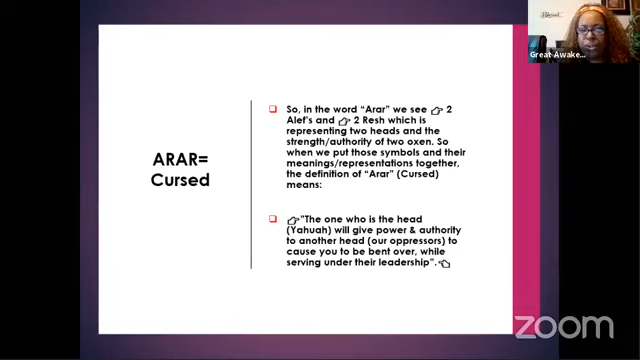 Blessed
Great Awake...
ARAR=
Cursed
So, in the word “Arar” we see 2
Alef's and 2 Resh which is
representing two heads and the
strength/authority of two oxen. So
when we put those symbols and their
meanings/representations together,
the definition of “Arar” (Cursed)
means:
"The one who is the head
(Yahuah) will give power & authority
to another head (our oppressors) to
cause you to be bent over, while
serving under their leadership".
zoom